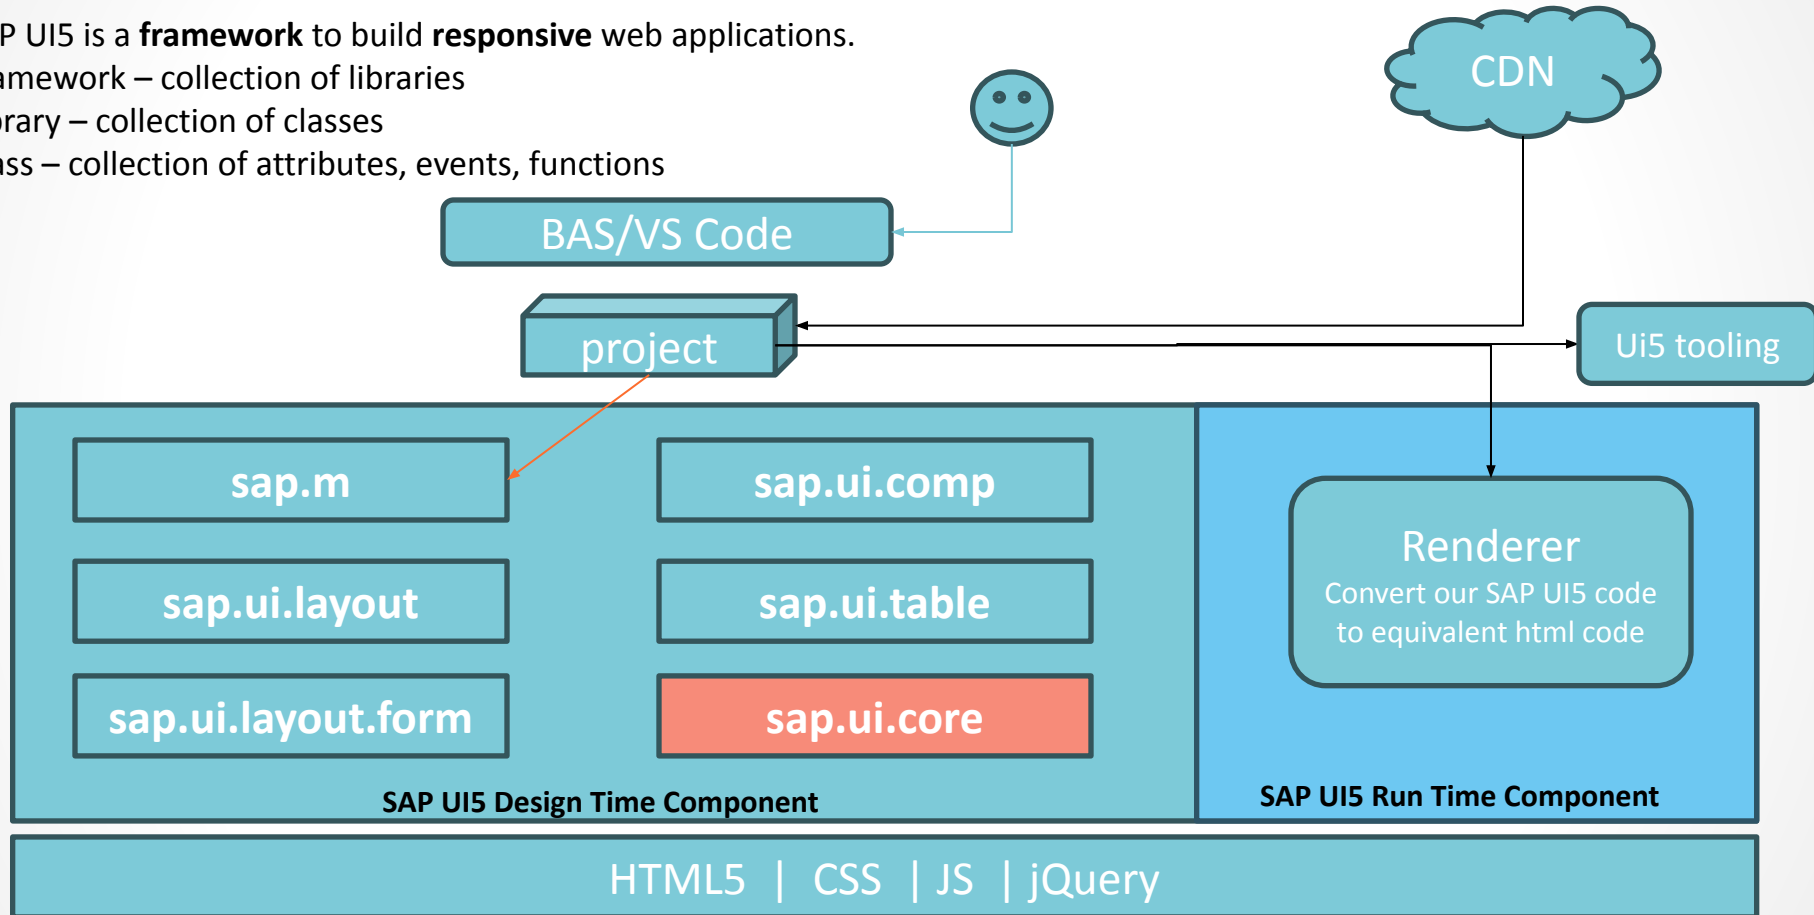 P UI5 is a framework to build responsive web applications.
amework – collection of libraries
brary – collection of classes
ass – collection of attributes, events, functions
CDN
BAS/VS Code
project
Ui5 tooling
sap.m
sap.ui.comp
sap.ui.layout
sap.ui.table
sap.ui.layout.form
sap.ui.core
Renderer
Convert our SAP UI5 code
to equivalent html code
SAP UI5 Design Time Component
SAP UI5 Run Time Component
HTML5 | CSS | JS | jQuery